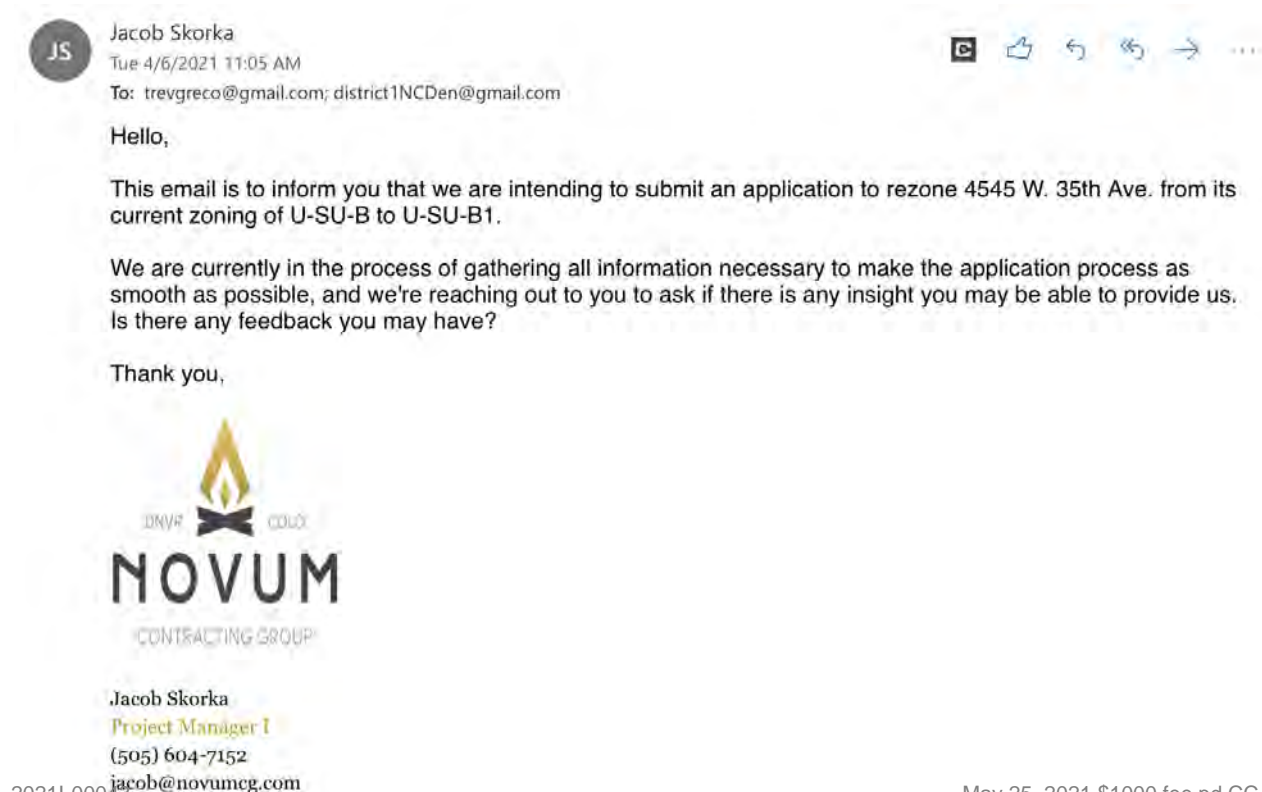 JS
Jacob Skorka
Tue 4/6/2021 11:05 AM
To: trevgreco@gmail.com; district1NCDen@gmail.com
Hello,
This email is to inform you that we are intending to submit an application to rezone 4545 W. 35th Ave. from its
current zoning of U-SU-B to U-SU-B1.
We are currently in the process of gathering all information necessary to make the application process as
smooth as possible, and we're reaching out to you to ask if there is any insight you may be able to provide us.
Is there any feedback you may have?
Thank you,
DNVR COLO
NOVUM
CONTRACTING GROUP
Jacob Skorka
Project Manager I
(505) 604-7152
jacob@novumcg.com
May 25, 2021 $1000 fee pd CC